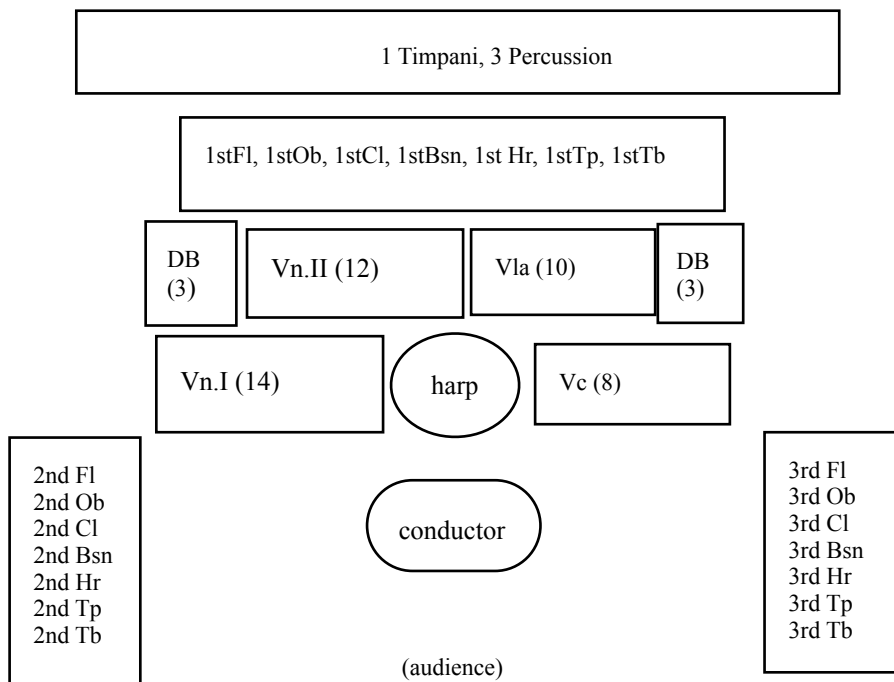 1 Timpani, 3 Percussion
1stFl, 1stOb, 1stCl, 1stBsn, 1st Hr, 1stTp, 1stTb
DB
(3)
Vn.II (12)
Vla (10)
DB
(3)
Vn.I (14)
harp
Vc (8)
2nd Fl
2nd Ob
2nd Cl
2nd Bsn
2nd Hr
2nd Tp
2nd Tb
conductor
3rd Fl
3rd Ob
3rd Cl
3rd Bsn
3rd Hr
3rd Tp
3rd Tb
(audience)